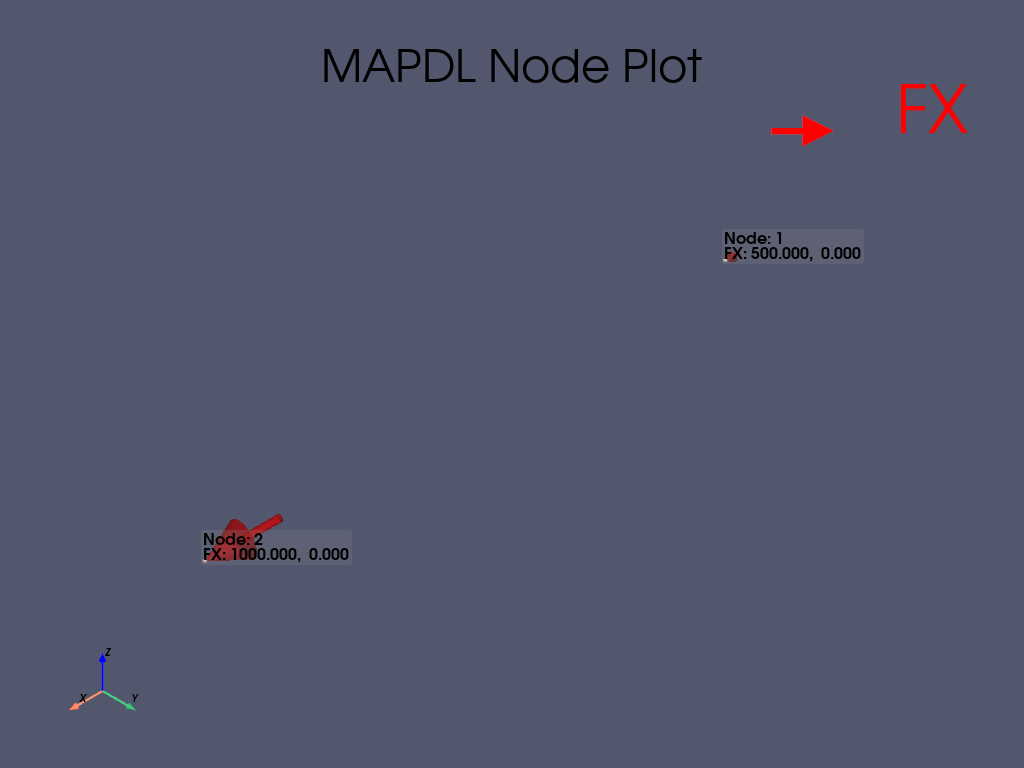 MAPDL Node Plot
FX
Node: 1
FX: 500.000, 0.000
Node: 2
FX: 1000.000, 0.000
Z
X
Y